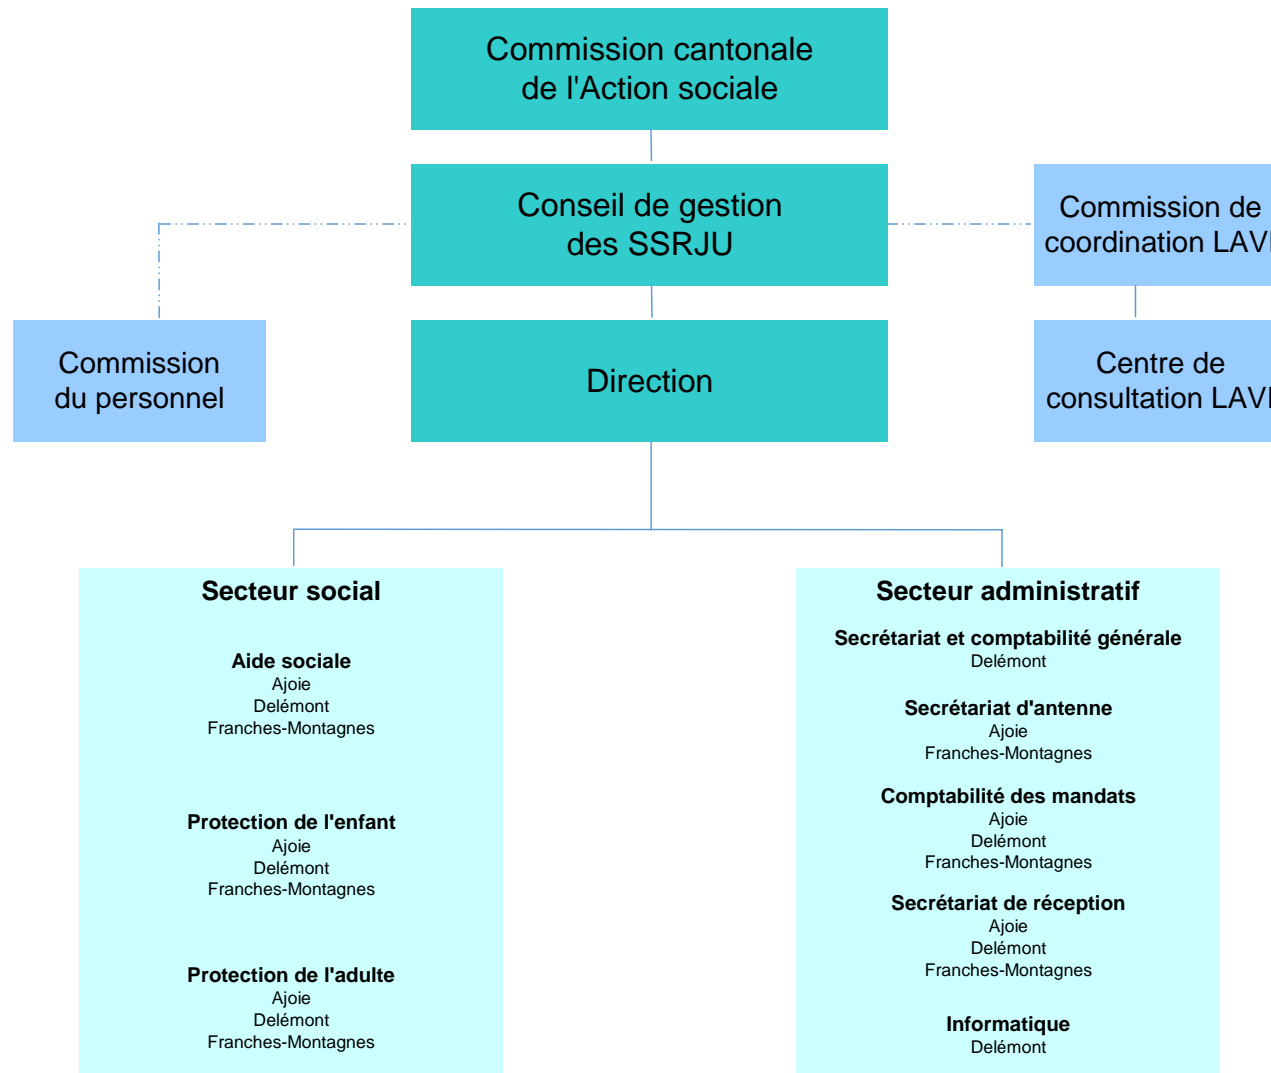 Commission cantonale
de l'Action sociale
Conseil de gestion
des SSRJU
Commission de
coordination LAVI
Commission
du personnel
Direction
Centre de
consultation LAVI
Secteur social
Aide sociale
Ajoie
Delémont
Franches-Montagnes
Protection de l'enfant
Ajoie
Delémont
Franches-Montagnes
Protection de l'adulte
Ajoie
Delémont
Franches-Montagnes
Secteur administratif
Secrétariat et comptabilité générale
Delémont
Secrétariat d'antenne
Ajoie
Franches-Montagnes
Comptabilité des mandats
Ajoie
Delémont
Franches-Montagnes
Secrétariat de réception
Ajoie
Delémont
Franches-Montagnes
Informatique
Delémont